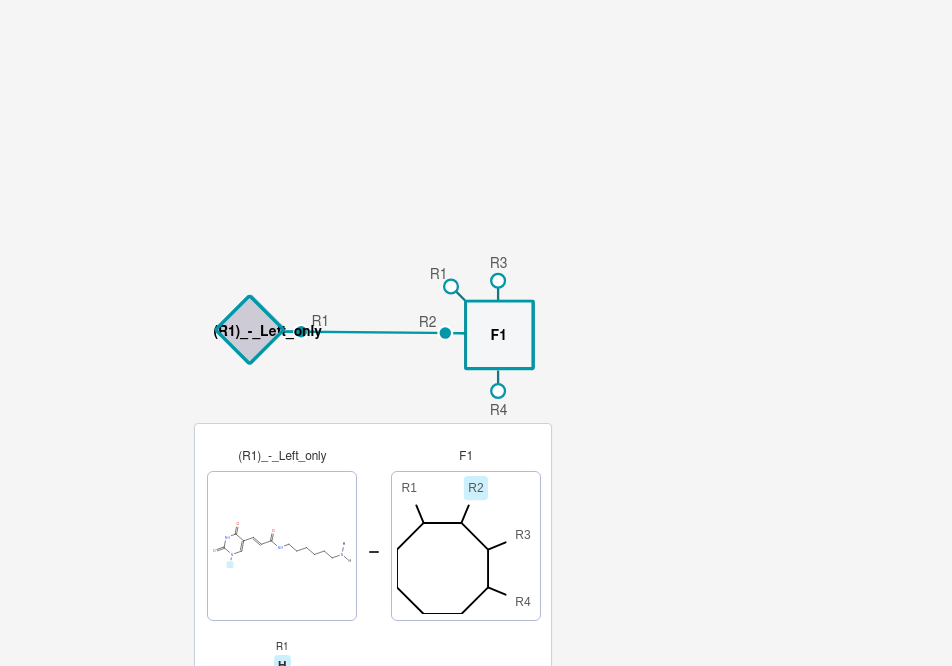 R3
R1
R1
R2
(R1)_-_Left_only
F1
R4
(R1)_-_Left_only
F1
R1
R2
R3
R4
R1
H